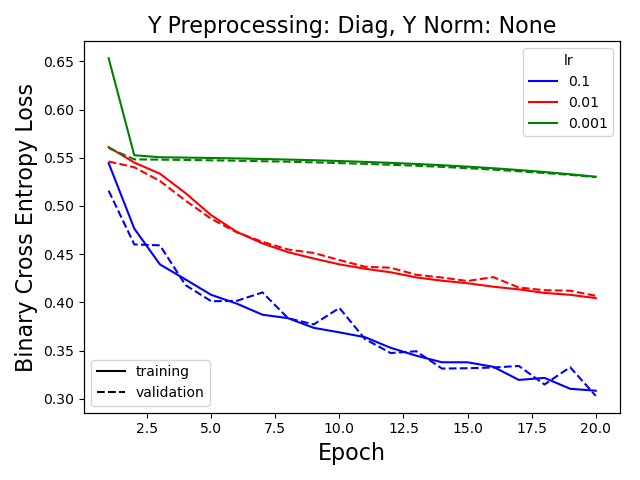 Y Preprocessing: Diag, Y Norm: None
Binary Cross Entropy Loss
0.65
0.60
0.55
0.50
0.45
0.40
0.35
0.30
lr
0.1
0.01
0.001
training
validation
2.5 5.0 7.5 10.0 12.5 15.0 17.5 20.0
Epoch